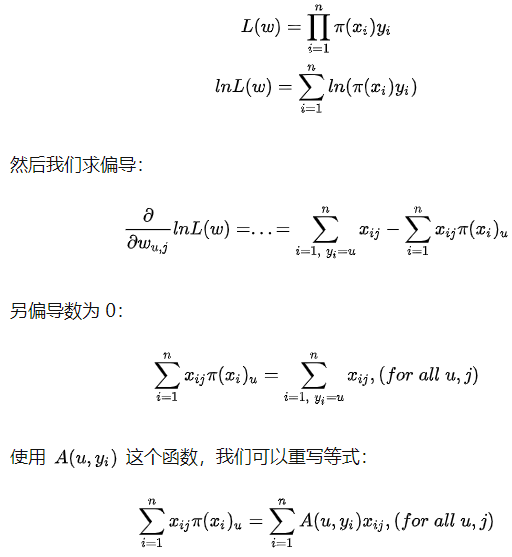 L(w) = ∏_{i=1}^{n} π(x_i)y_i
lnL(w) = ∑_{i=1}^{n} ln(π(x_i)y_i)
然后我们求偏导：
∂/∂w_{u,j} lnL(w) =...= ∑_{i=1, y_i=u}^{n} x_{ij} − ∑_{i=1}^{n} x_{ij}π(x_i)_u
另偏导数为 0：
∑_{i=1}^{n} x_{ij}π(x_i)_u = ∑_{i=1, y_i=u}^{n} x_{ij}, (for all u, j)
使用 A(u, y_i) 这个函数，我们可以重写等式：
∑_{i=1}^{n} x_{ij}π(x_i)_u = ∑_{i=1}^{n} A(u, y_i)x_{ij}, (for all u, j)